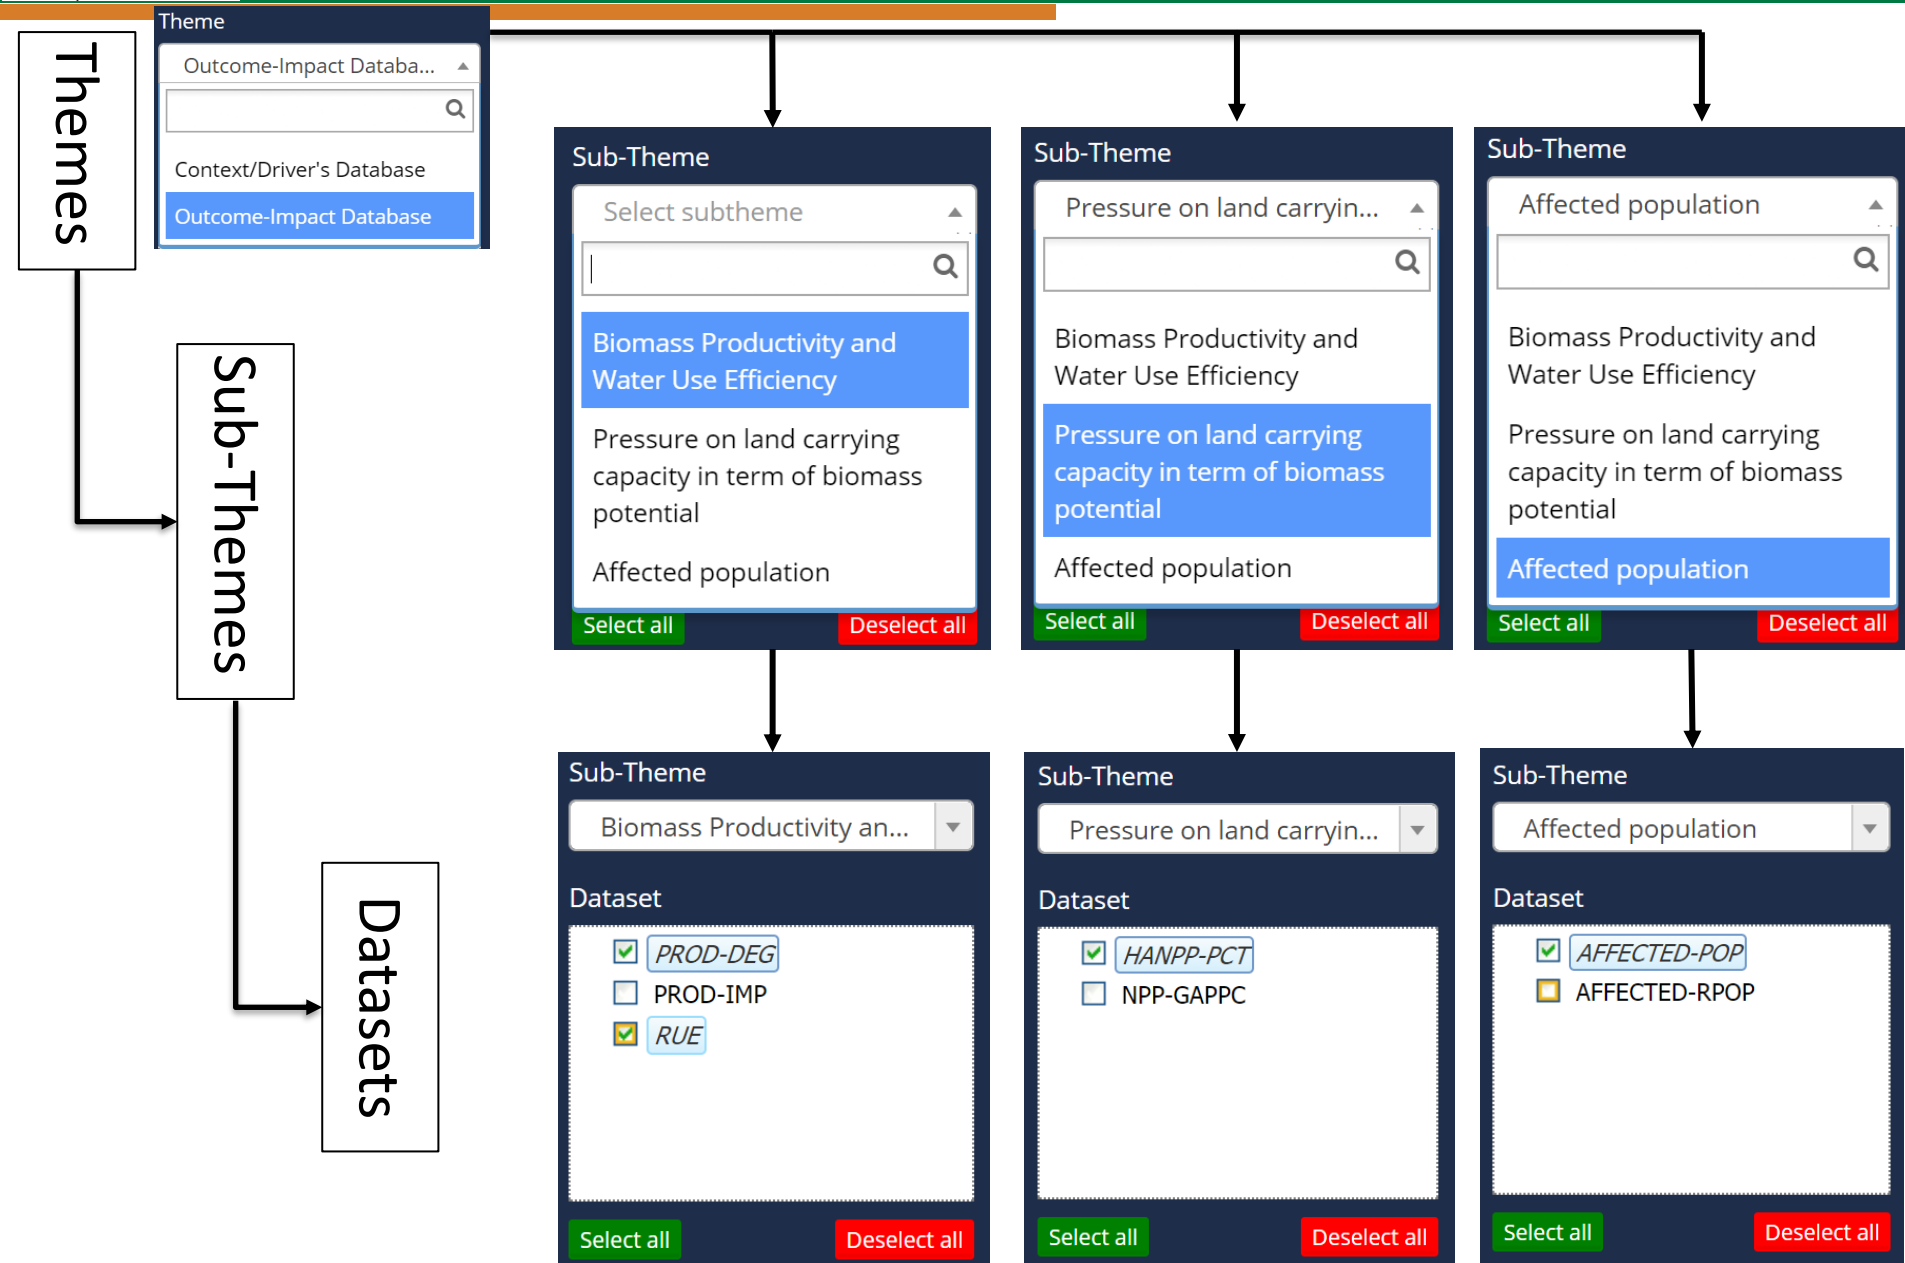 Themes
Theme
Outcome-Impact Databa...
Context/Driver's Database
Outcome-Impact Database
Sub-Themes
Datasets
Sub-Theme
Select subtheme
Biomass Productivity and
Water Use Efficiency
Pressure on land carrying
capacity in term of biomass
potential
Affected population
Select all
Deselect all
Sub-Theme
Pressure on land carryin...
Biomass Productivity and
Water Use Efficiency
Pressure on land carrying
capacity in term of biomass
potential
Affected population
Select all
Deselect all
Sub-Theme
Affected population
Biomass Productivity and
Water Use Efficiency
Pressure on land carrying
capacity in term of biomass
potential
Affected population
Select all
Deselect all
Sub-Theme
Biomass Productivity an...
Dataset
PROD-DEG
PROD-IMP
RUE
Select all
Deselect all
Sub-Theme
Pressure on land carryin...
Dataset
HANPP-PCT
NPP-GAPPC
Select all
Deselect all
Sub-Theme
Affected population
Dataset
AFFECTED-POP
AFFECTED-RPOP
Select all
Deselect all